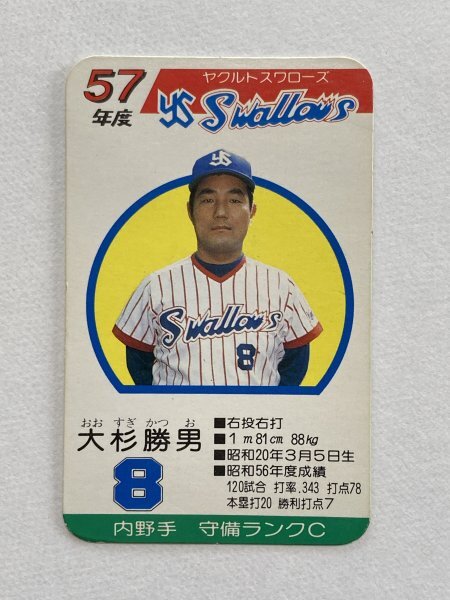 57
年度
ヤクルトスワローズ
YS Swallows
YS
Swallows
8
おお すぎ かつ お
大杉勝男
8
■右投右打
■1m81cm 88kg
■昭和20年3月5日生
■昭和56年度成績
120試合 打率.343 打点78
本塁打20 勝利打点7
内野手 守備ランクC